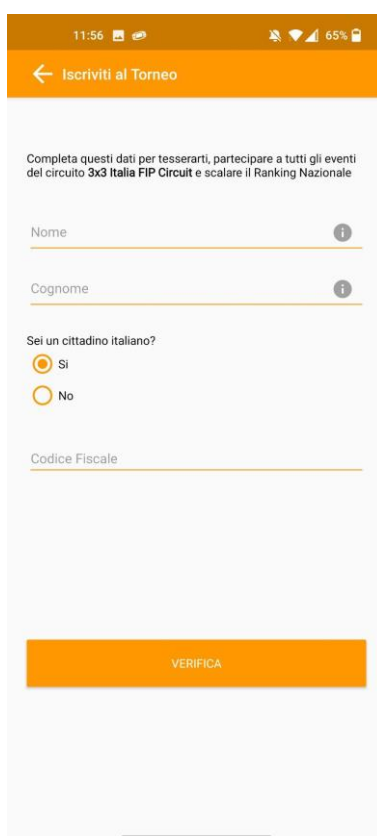 11:56
65%
Iscriviti al Torneo
Completa questi dati per tesserarti, partecipare a tutti gli eventi
del circuito 3x3 Italia FIP Circuit e scalare il Ranking Nazionale
Nome
Cognome
Sei un cittadino italiano?
Si
No
Codice Fiscale
VERIFICA